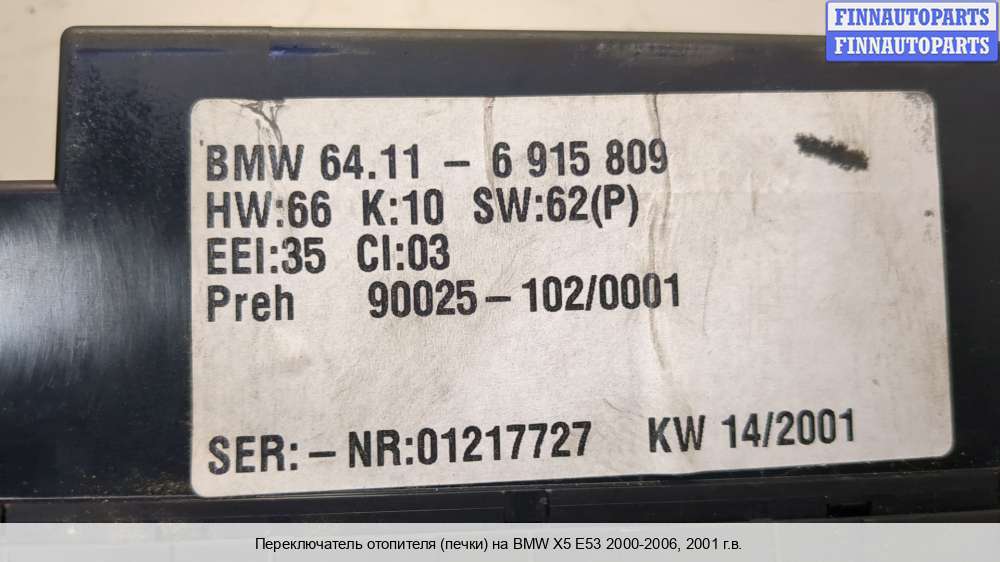 FINNAUTOPARTS
FINNAUTOPARTS
BMW 64.11 – 6 915 809
HW:66 K:10 SW:62(P)
EEI:35 CI:03
Preh 90025 – 102/0001
SER: – NR:01217727 KW 14/2001
Переключатель отопителя (печки) на BMW X5 E53 2000-2006, 2001 г.в.